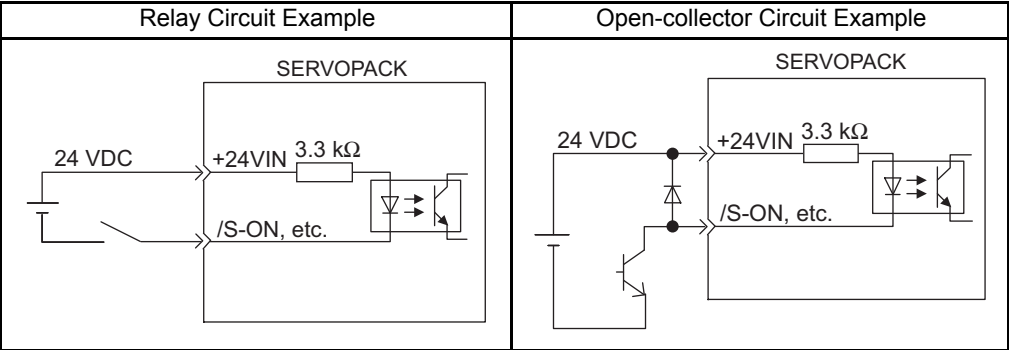 Relay Circuit Example
Open-collector Circuit Example
SERVOPACK
24 VDC
+24VIN
3.3 kΩ
/S-ON, etc.
SERVOPACK
24 VDC
+24VIN
3.3 kΩ
/S-ON, etc.